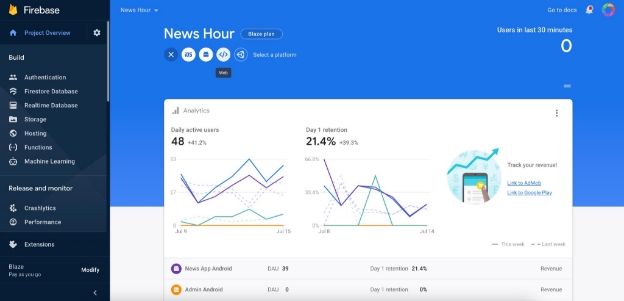 Firebase
News Hour
Go to docs
Project Overview
News Hour
Blaze plan
Users in last 30 minutes
0
iOS
</>
Select a platform
Web
Build
Authentication
Firestore Database
Realtime Database
Storage
Hosting
Functions
Machine Learning
Release and monitor
Crashlytics
Performance
Extensions
Blaze
Pay as you go
Modify
Analytics
Daily active users
48 +41.2%
Day 1 retention
21.4% +39.3%
33
17
0
Jul 9
Jul 15
66.6%
33.4%
0%
Jul 8
Jul 14
Track your revenue!
Link to AdMob
Link to Google Play
This week
Last week
News App Android
DAU 39
Day 1 retention 21.4%
Revenue
Admin Android
DAU 0
Day 1 retention 0%
Revenue